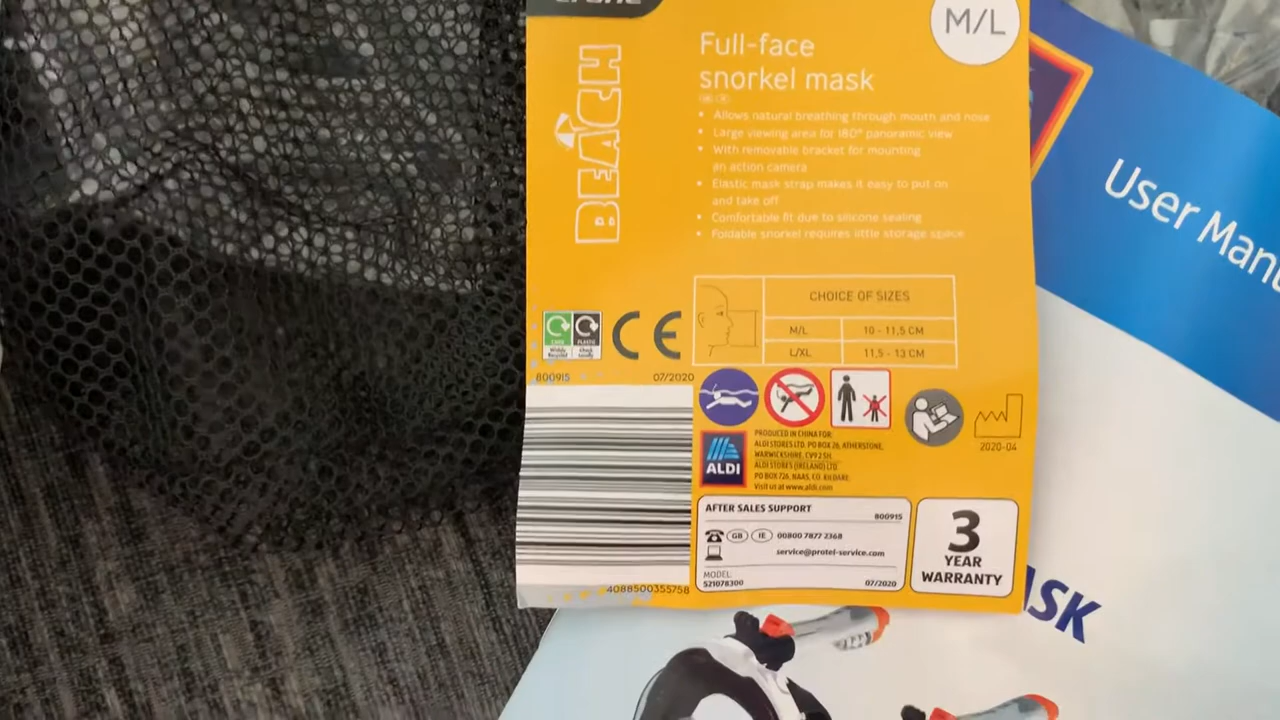 M/L
BEACH
Full-face
snorkel mask
• Allows natural breathing through mouth and nose
• Large viewing area for 180° panoramic view
• With removable bracket for mounting
an action camera
• Elastic mask strap makes it easy to put on
and take off
• Comfortable fit due to silicone sealing
• Foldable snorkel requires little storage space
CHOICE OF SIZES
M/L 10 - 11,5 CM
L/XL 11,5 - 13 CM
CE
800915 07/2020
2020-04
ALDI
PRODUCED IN CHINA FOR:
ALDI STORES LTD. PO BOX 26, ATHERSTONE,
WARWICKSHIRE, CV9 2SH.
ALDI STORES (IRELAND) LTD.
PO BOX 726, NAAS, CO. KILDARE.
Visit us at www.aldi.com
AFTER SALES SUPPORT 800915
GB IE 00800 7877 2368
service@protel-service.com
MODEL:
S21078300 07/2020
3
YEAR
WARRANTY
4088500355758
User Manu
ASK